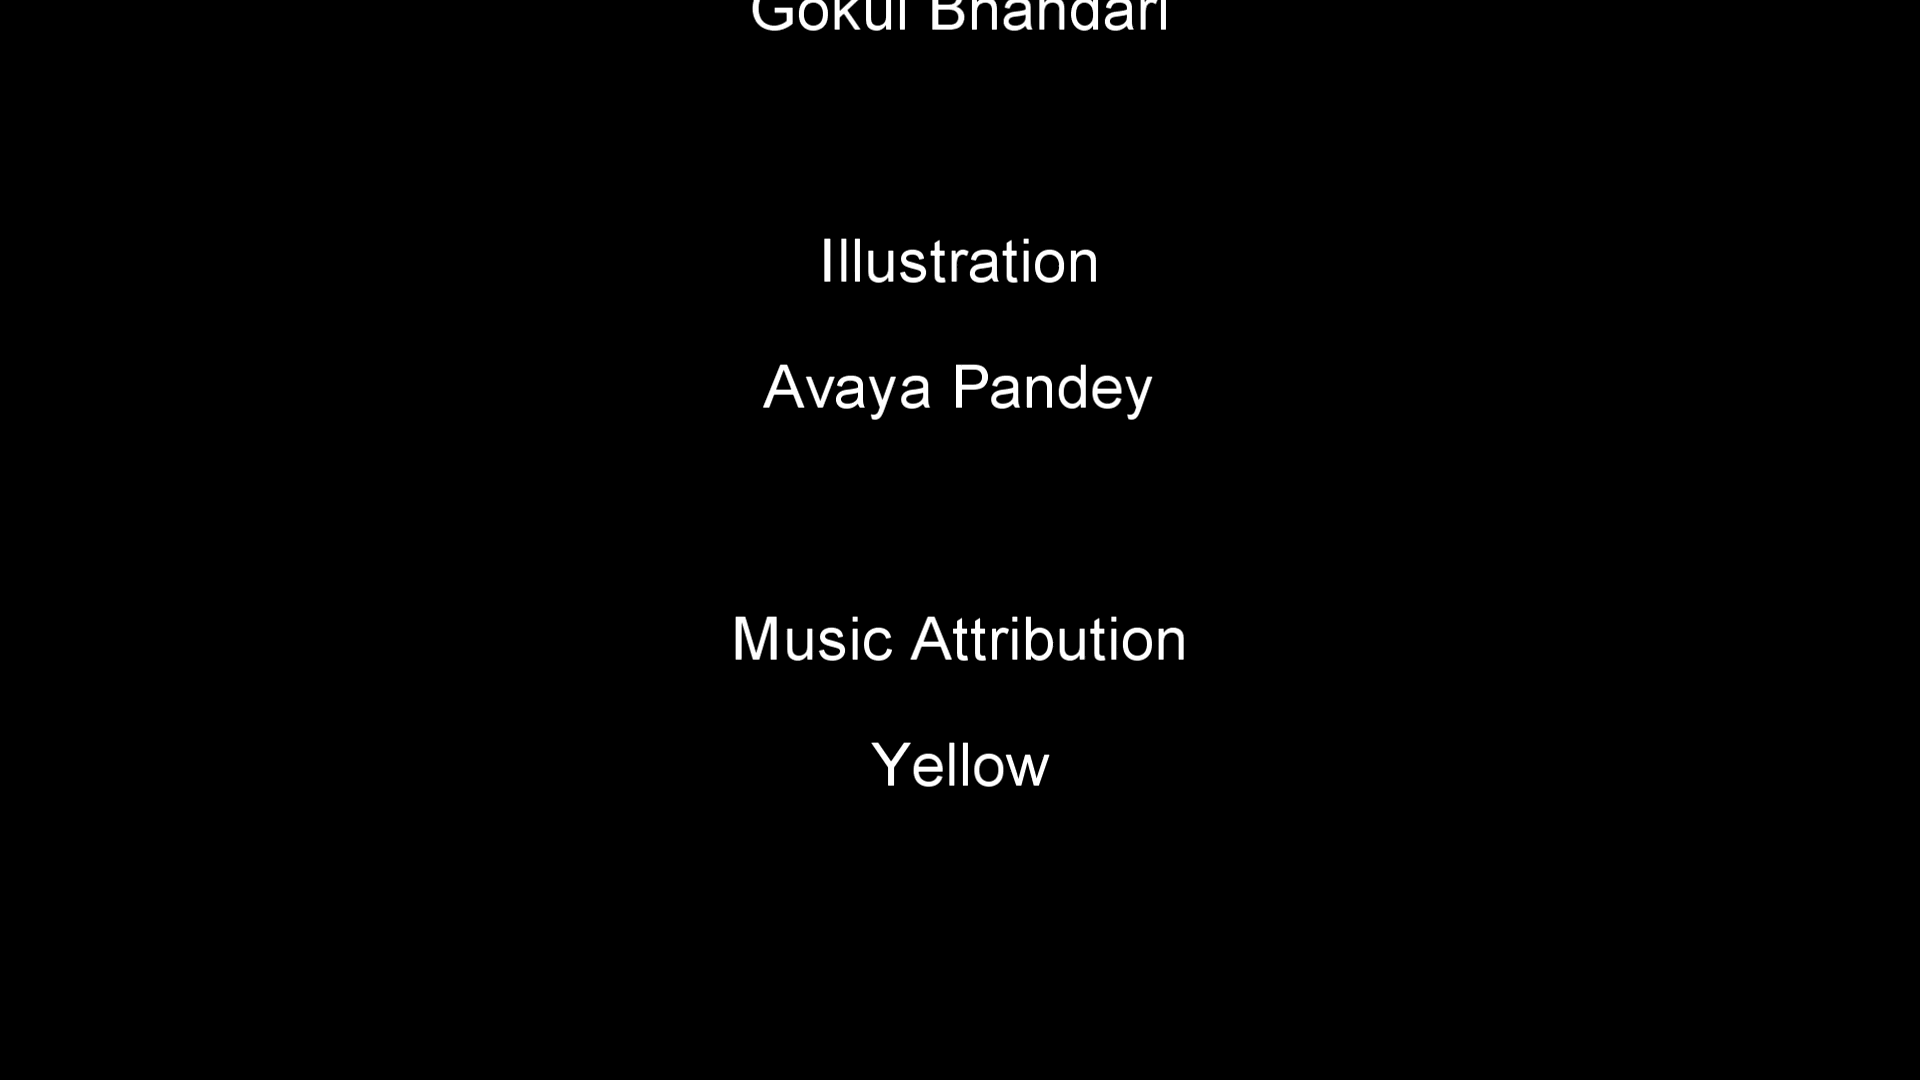 Gokul Bhandari
Illustration
Avaya Pandey
Music Attribution
Yellow